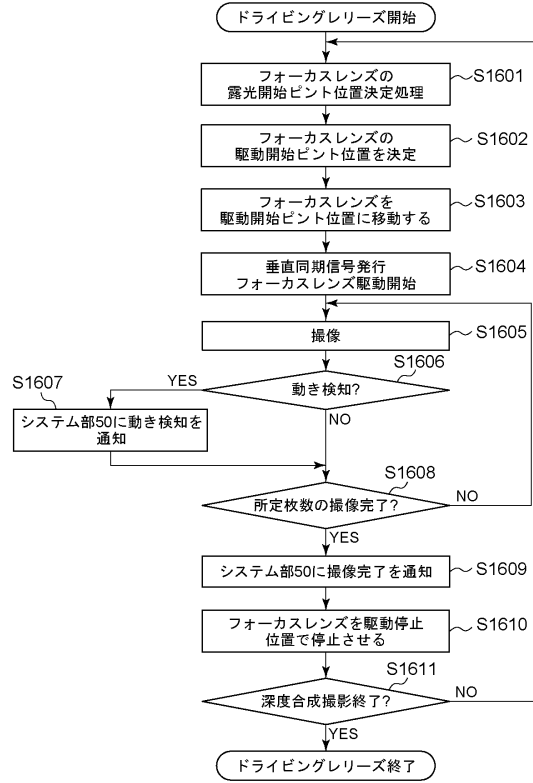 ドライビングレリーズ開始
フォーカスレンズの
露光開始ピント位置決定処理
S1601
フォーカスレンズの
駆動開始ピント位置を決定
S1602
フォーカスレンズを
駆動開始ピント位置に移動する
S1603
垂直同期信号発行
フォーカスレンズ駆動開始
S1604
撮像
S1605
動き検知?
S1606
YES
NO
S1607
システム部50に動き検知を
通知
所定枚数の撮像完了?
S1608
NO
YES
システム部50に撮像完了を通知
S1609
フォーカスレンズを駆動停止
位置で停止させる
S1610
深度合成撮影終了?
S1611
NO
YES
ドライビングレリーズ終了